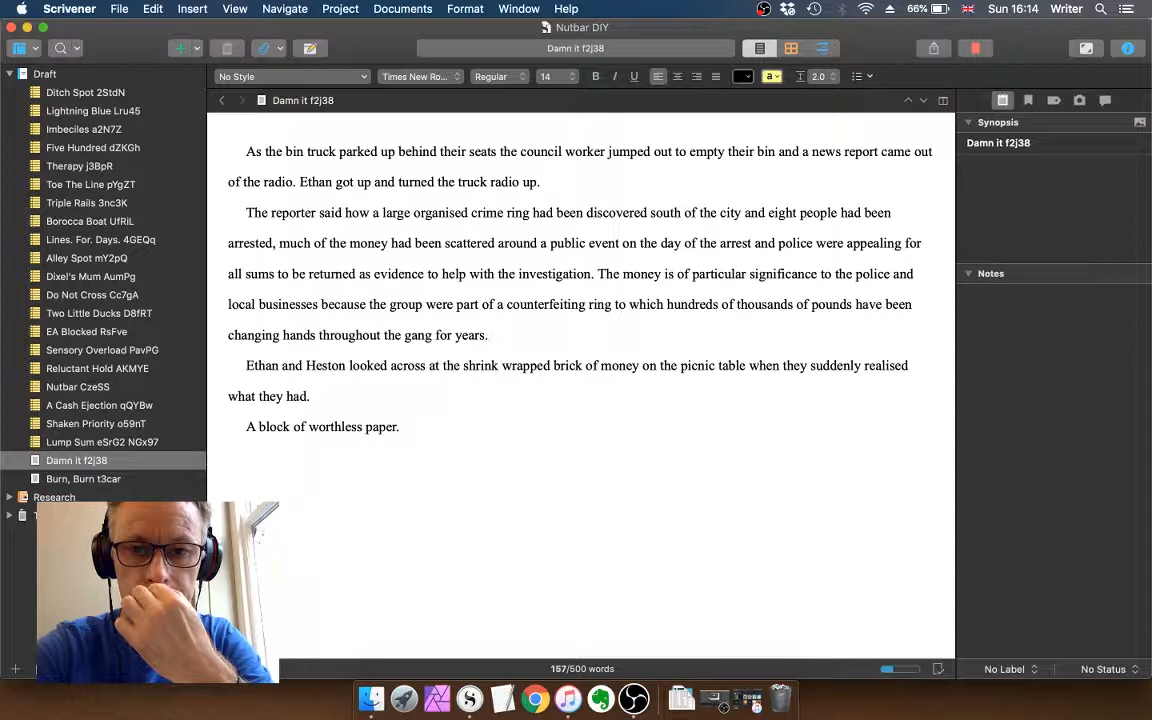 Scrivener File Edit Insert View Navigate Project Documents Format Window Help 66% Sun 16:14 Writer
Nutbar DIY
Damn it f2j38
No Style Times New Ro... Regular 14 B I U a 2.0
Draft
Damn it f2j38
Ditch Spot 2StdN
Lightning Blue Lru45
Imbeciles a2N7Z
Five Hundred dZKGh
Therapy j3BpR
Toe The Line pYgZT
Triple Rails 3nc3K
Borocca Boat UfRiL
Lines. For. Days. 4GEQq
Alley Spot mY2pQ
Dixel's Mum AumPg
Do Not Cross Cc7gA
Two Little Ducks D8fRT
EA Blocked RsFve
Sensory Overload PavPG
Reluctant Hold AKMYE
Nutbar CzeSS
A Cash Ejection qQYBw
Shaken Priority o59nT
Lump Sum eSrG2 NGx97
Damn it f2j38
Burn, Burn t3car
Research
As the bin truck parked up behind their seats the council worker jumped out to empty their bin and a news report came out
of the radio. Ethan got up and turned the truck radio up.
The reporter said how a large organised crime ring had been discovered south of the city and eight people had been
arrested, much of the money had been scattered around a public event on the day of the arrest and police were appealing for
all sums to be returned as evidence to help with the investigation. The money is of particular significance to the police and
local businesses because the group were part of a counterfeiting ring to which hundreds of thousands of pounds have been
changing hands throughout the gang for years.
Ethan and Heston looked across at the shrink wrapped brick of money on the picnic table when they suddenly realised
what they had.
A block of worthless paper.
Synopsis
Damn it f2j38
Notes
157/500 words
No Label
No Status